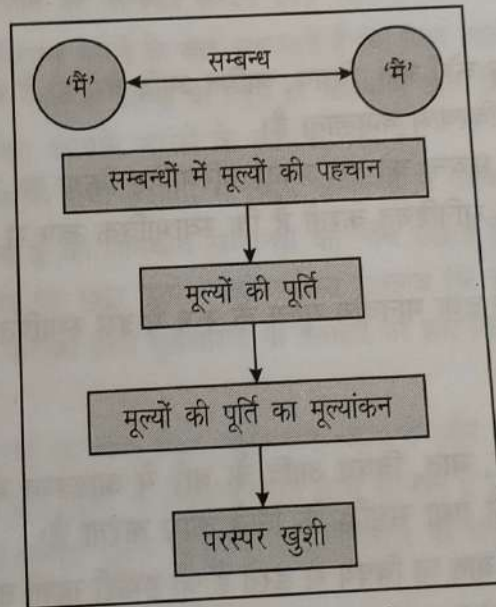 'मैं' सम्बन्ध 'मैं'
सम्बन्धों में मूल्यों की पहचान
मूल्यों की पूर्ति
मूल्यों की पूर्ति का मूल्यांकन
परस्पर खुशी